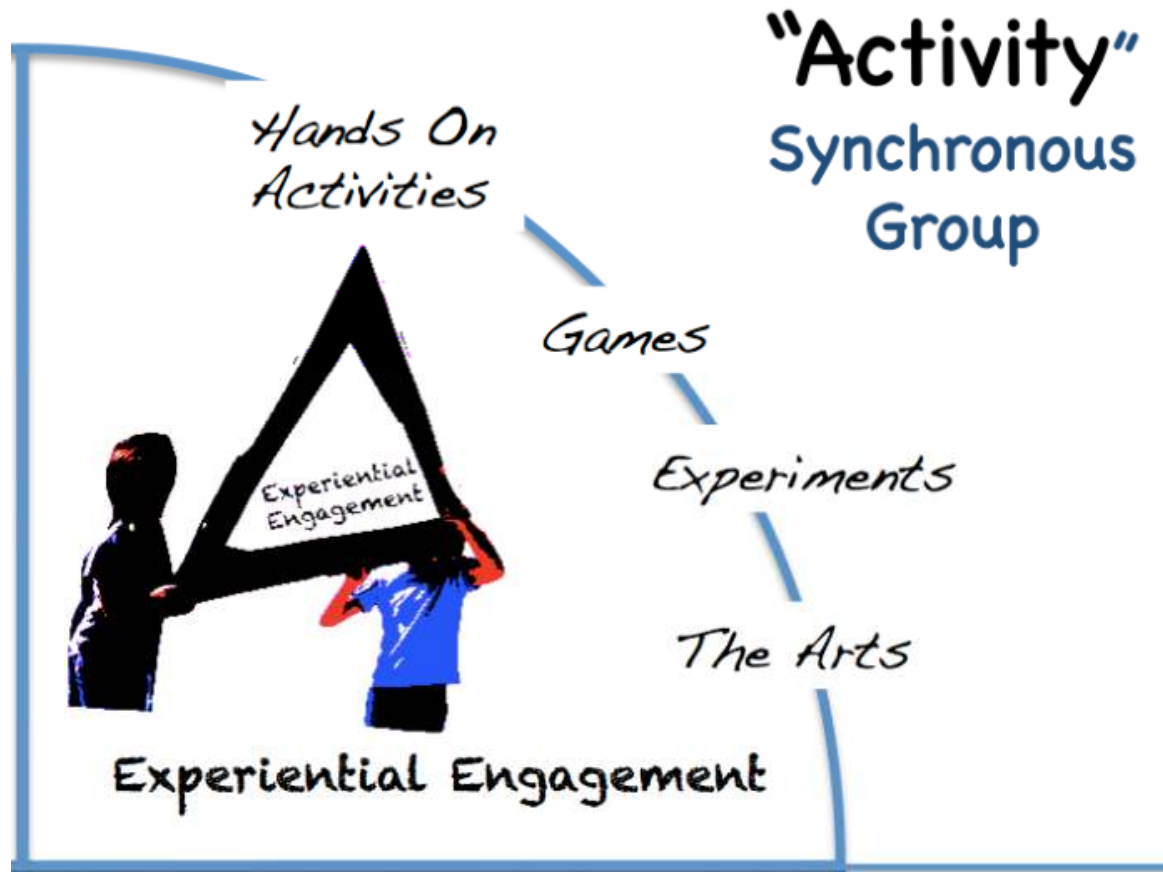 “Activity”
Synchronous
Group
Hands On
Activities
Games
Experiments
The Arts
Experiential
Engagement
Experiential Engagement